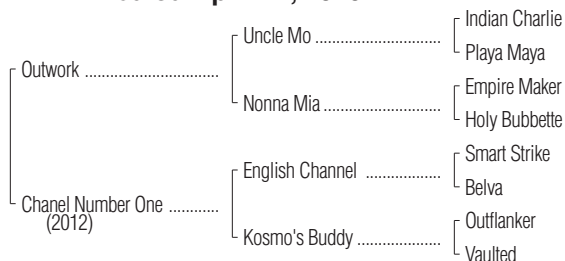 Indian Charlie
Uncle Mo ....................
Playa Maya
Outwork ..............................
Empire Maker
Nonna Mia ..........................
Holy Bubbette
Smart Strike
English Channel ..................
Belva
Chanel Number One ...........
(2012)
Outflanker
Kosmo's Buddy ...................
Vaulted